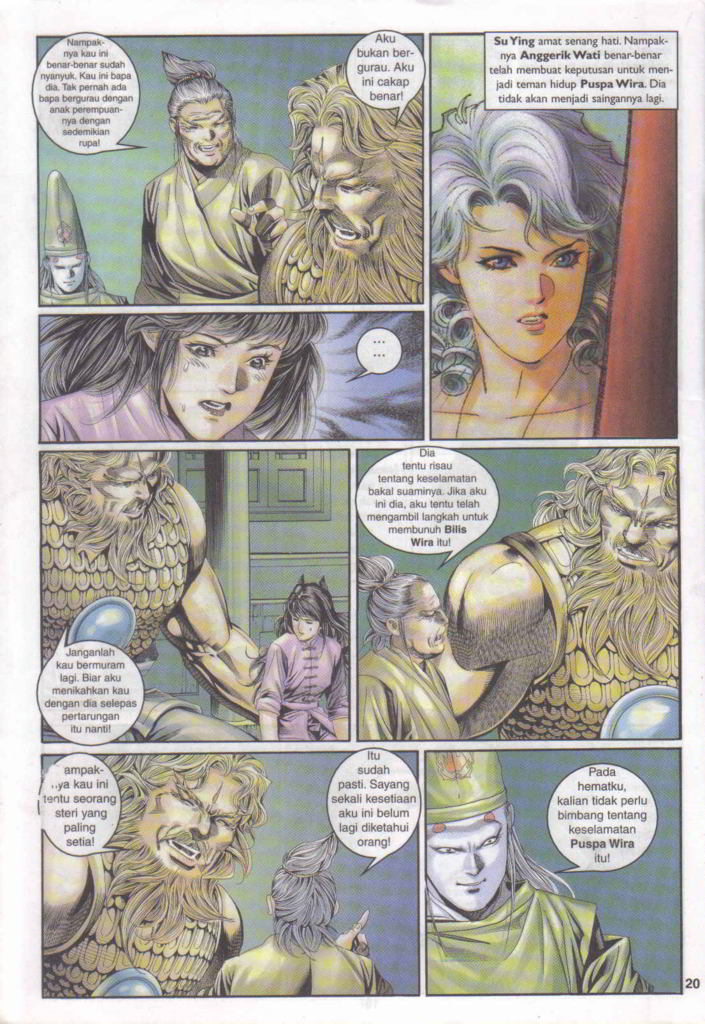 Nampak-
nya kau ini
benar-benar sudah
nyanyuk. Kau ini bapa
dia. Tak pernah ada
bapa bergurau dengan
anak perempuan-
nya dengan
sedemikian
rupa!
Aku
bukan ber-
gurau. Aku
ini cakap
benar!
Su Ying amat senang hati. Nampak-
nya Anggerik Wati benar-benar
telah membuat keputusan untuk men-
jadi teman hidup Puspa Wira. Dia
tidak akan menjadi saingannya lagi.
...
...
Janganlah
kau bermuram
lagi. Biar aku
menikahkan kau
dengan dia selepas
pertarungan
itu nanti!
Dia
tentu risau
tentang keselamatan
bakal suaminya. Jika aku
ini dia, aku tentu telah
mengambil langkah untuk
membunuh Bilis
Wira itu!
ampak-
ya kau ini
tentu seorang
steri yang
paling
setia!
Itu
sudah
pasti. Sayang
sekali kesetiaan
aku ini belum
lagi diketahui
orang!
Pada
hematku,
kalian tidak perlu
bimbang tentang
keselamatan
Puspa Wira
itu!
20